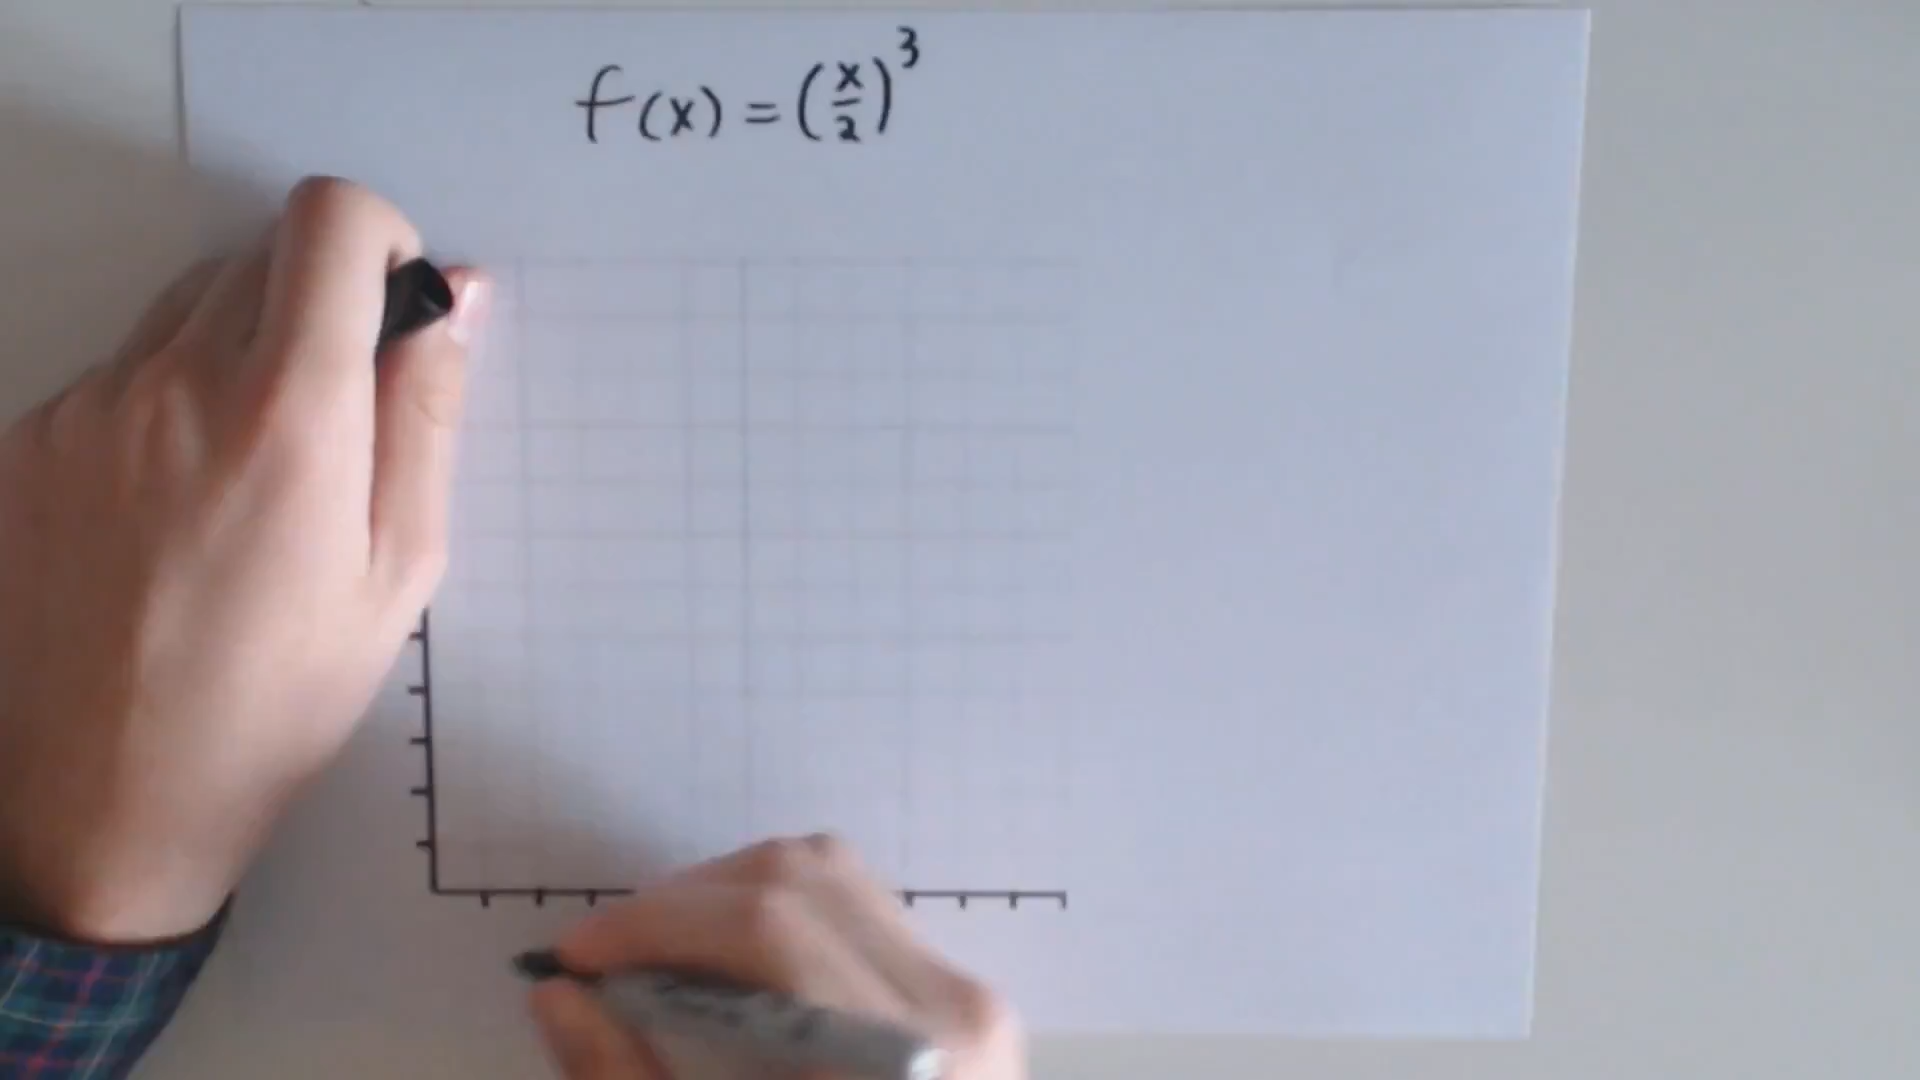 f(x) = (x/2)³